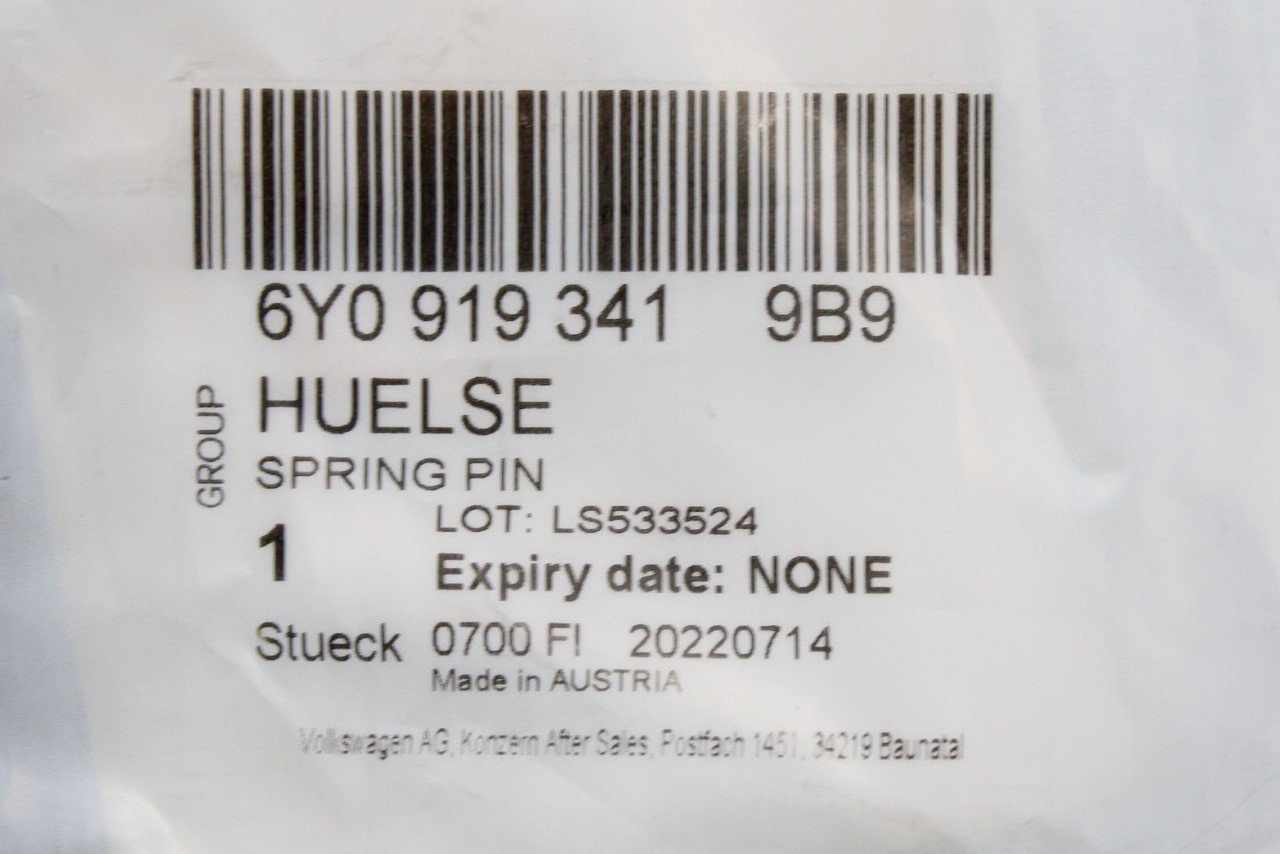 6Y0 919 341 9B9
GROUP
HUELSE
SPRING PIN
LOT: LS533524
1
Expiry date: NONE
Stueck 0700 FI 20220714
Made in AUSTRIA
Volkswagen AG, Konzern After Sales, Postfach 1451, 34219 Baunatal